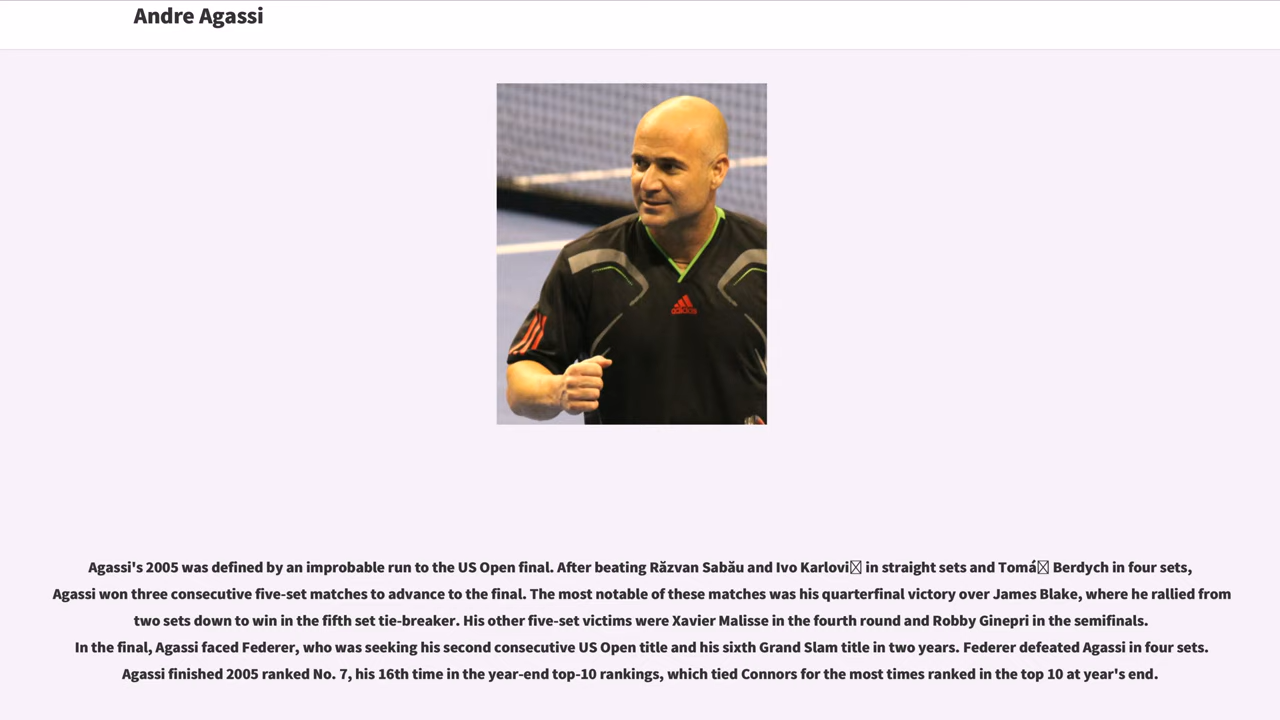 Andre Agassi
adidas
Agassi's 2005 was defined by an improbable run to the US Open final. After beating Răzvan Sabău and Ivo Karlovi in straight sets and Tomá Berdych in four sets,
Agassi won three consecutive five-set matches to advance to the final. The most notable of these matches was his quarterfinal victory over James Blake, where he rallied from
two sets down to win in the fifth set tie-breaker. His other five-set victims were Xavier Malisse in the fourth round and Robby Ginepri in the semifinals.
In the final, Agassi faced Federer, who was seeking his second consecutive US Open title and his sixth Grand Slam title in two years. Federer defeated Agassi in four sets.
Agassi finished 2005 ranked No. 7, his 16th time in the year-end top-10 rankings, which tied Connors for the most times ranked in the top 10 at year's end.